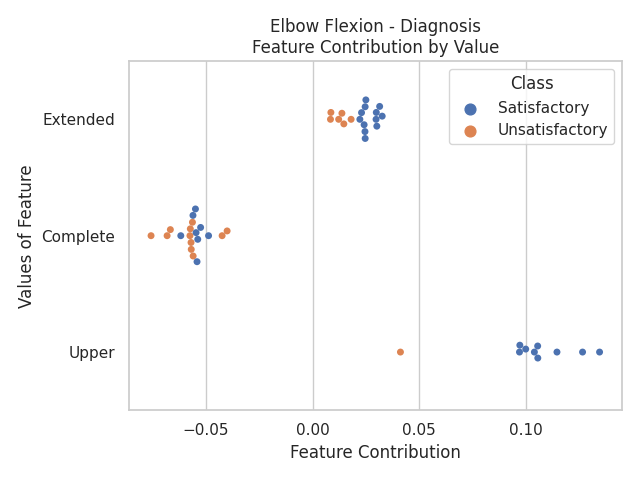 Elbow Flexion - Diagnosis
Feature Contribution by Value
Class
Satisfactory
Unsatisfactory
Values of Feature
Extended
Complete
Upper
−0.05
0.00
0.05
0.10
Feature Contribution